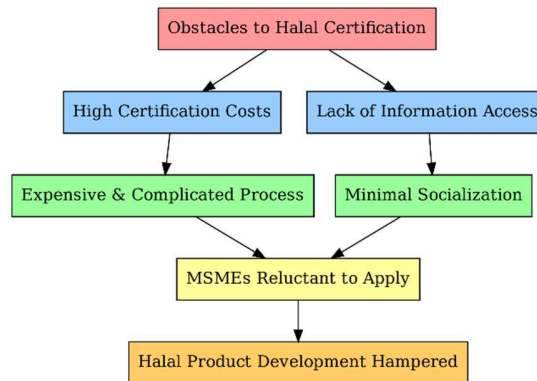 Obstacles to Halal Certification
High Certification Costs
Lack of Information Access
Expensive & Complicated Process
Minimal Socialization
MSMEs Reluctant to Apply
Halal Product Development Hampered